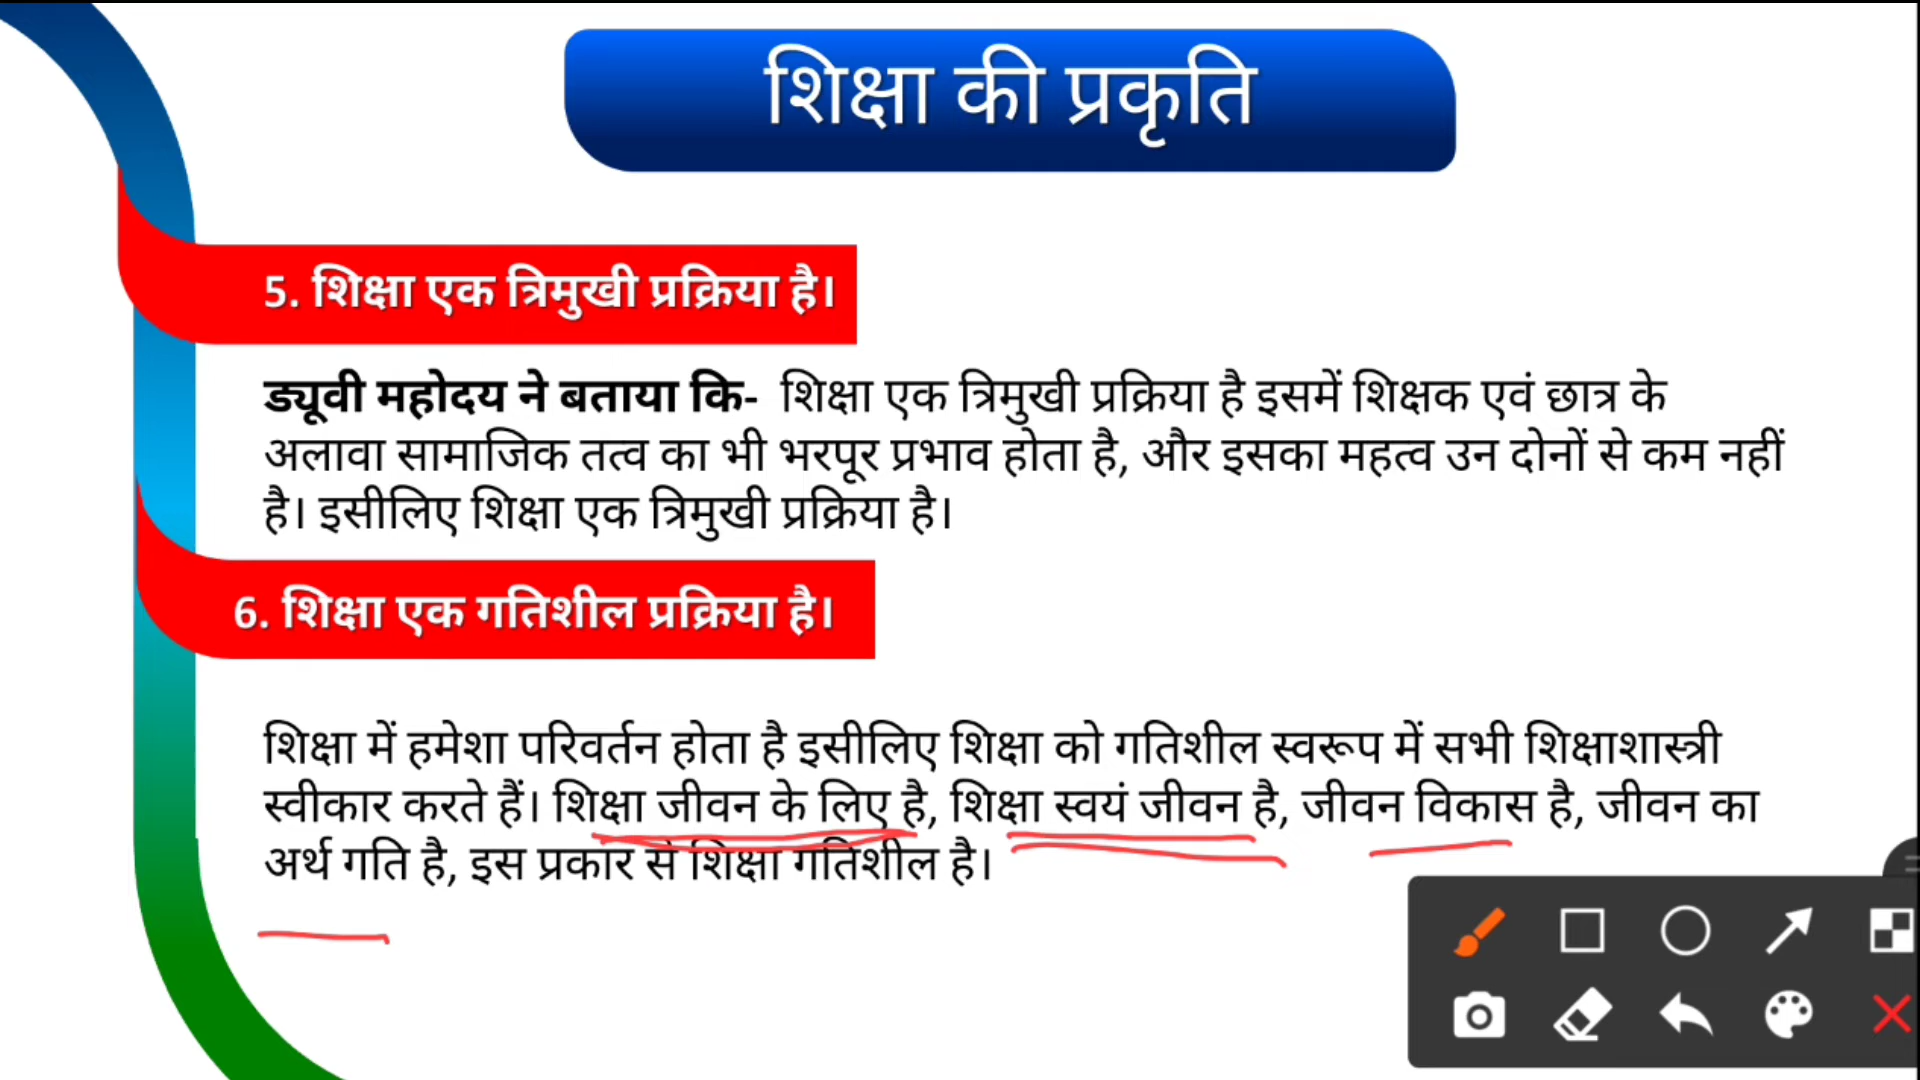 शिक्षा की प्रकृति
5. शिक्षा एक त्रिमुखी प्रक्रिया है।
ड्यूवी महोदय ने बताया कि- शिक्षा एक त्रिमुखी प्रक्रिया है इसमें शिक्षक एवं छात्र के
अलावा सामाजिक तत्व का भी भरपूर प्रभाव होता है, और इसका महत्व उन दोनों से कम नहीं
है। इसीलिए शिक्षा एक त्रिमुखी प्रक्रिया है।
6. शिक्षा एक गतिशील प्रक्रिया है।
शिक्षा में हमेशा परिवर्तन होता है इसीलिए शिक्षा को गतिशील स्वरूप में सभी शिक्षाशास्त्री
स्वीकार करते हैं। शिक्षा जीवन के लिए है, शिक्षा स्वयं जीवन है, जीवन विकास है, जीवन का
अर्थ गति है, इस प्रकार से शिक्षा गतिशील है।